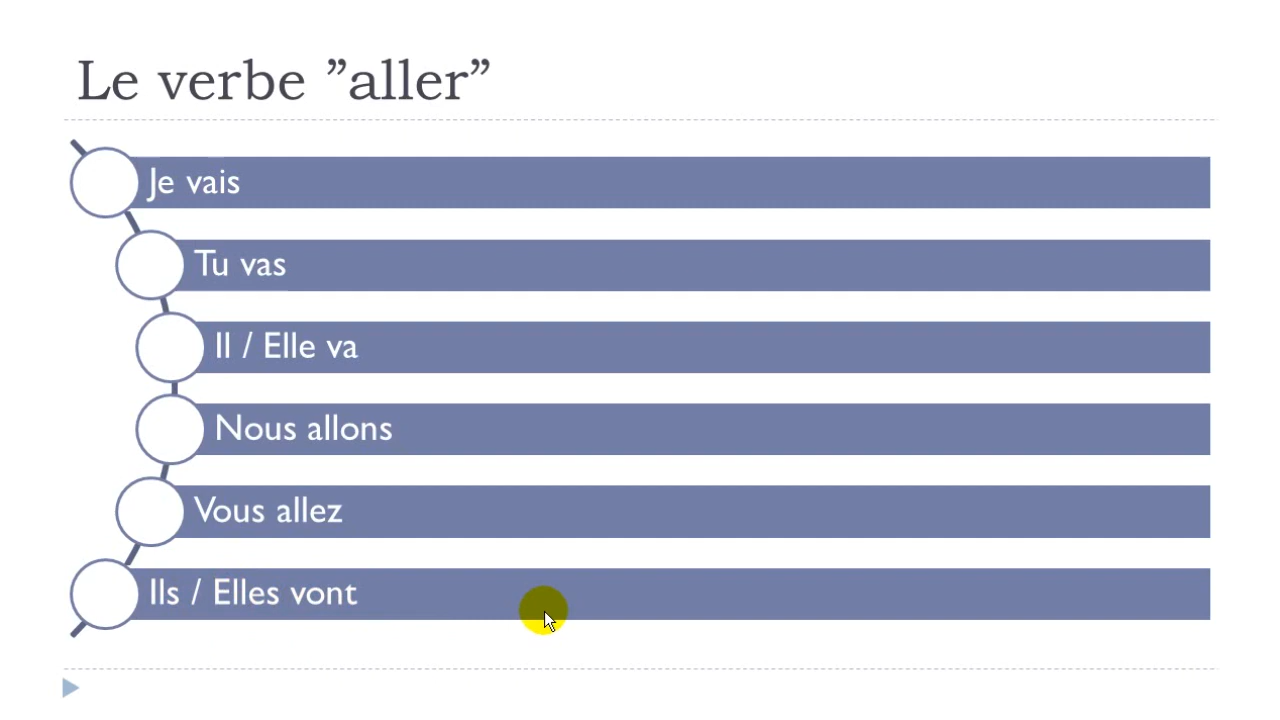 Le verbe ”aller”
Je vais
Tu vas
Il / Elle va
Nous allons
Vous allez
Ils / Elles vont